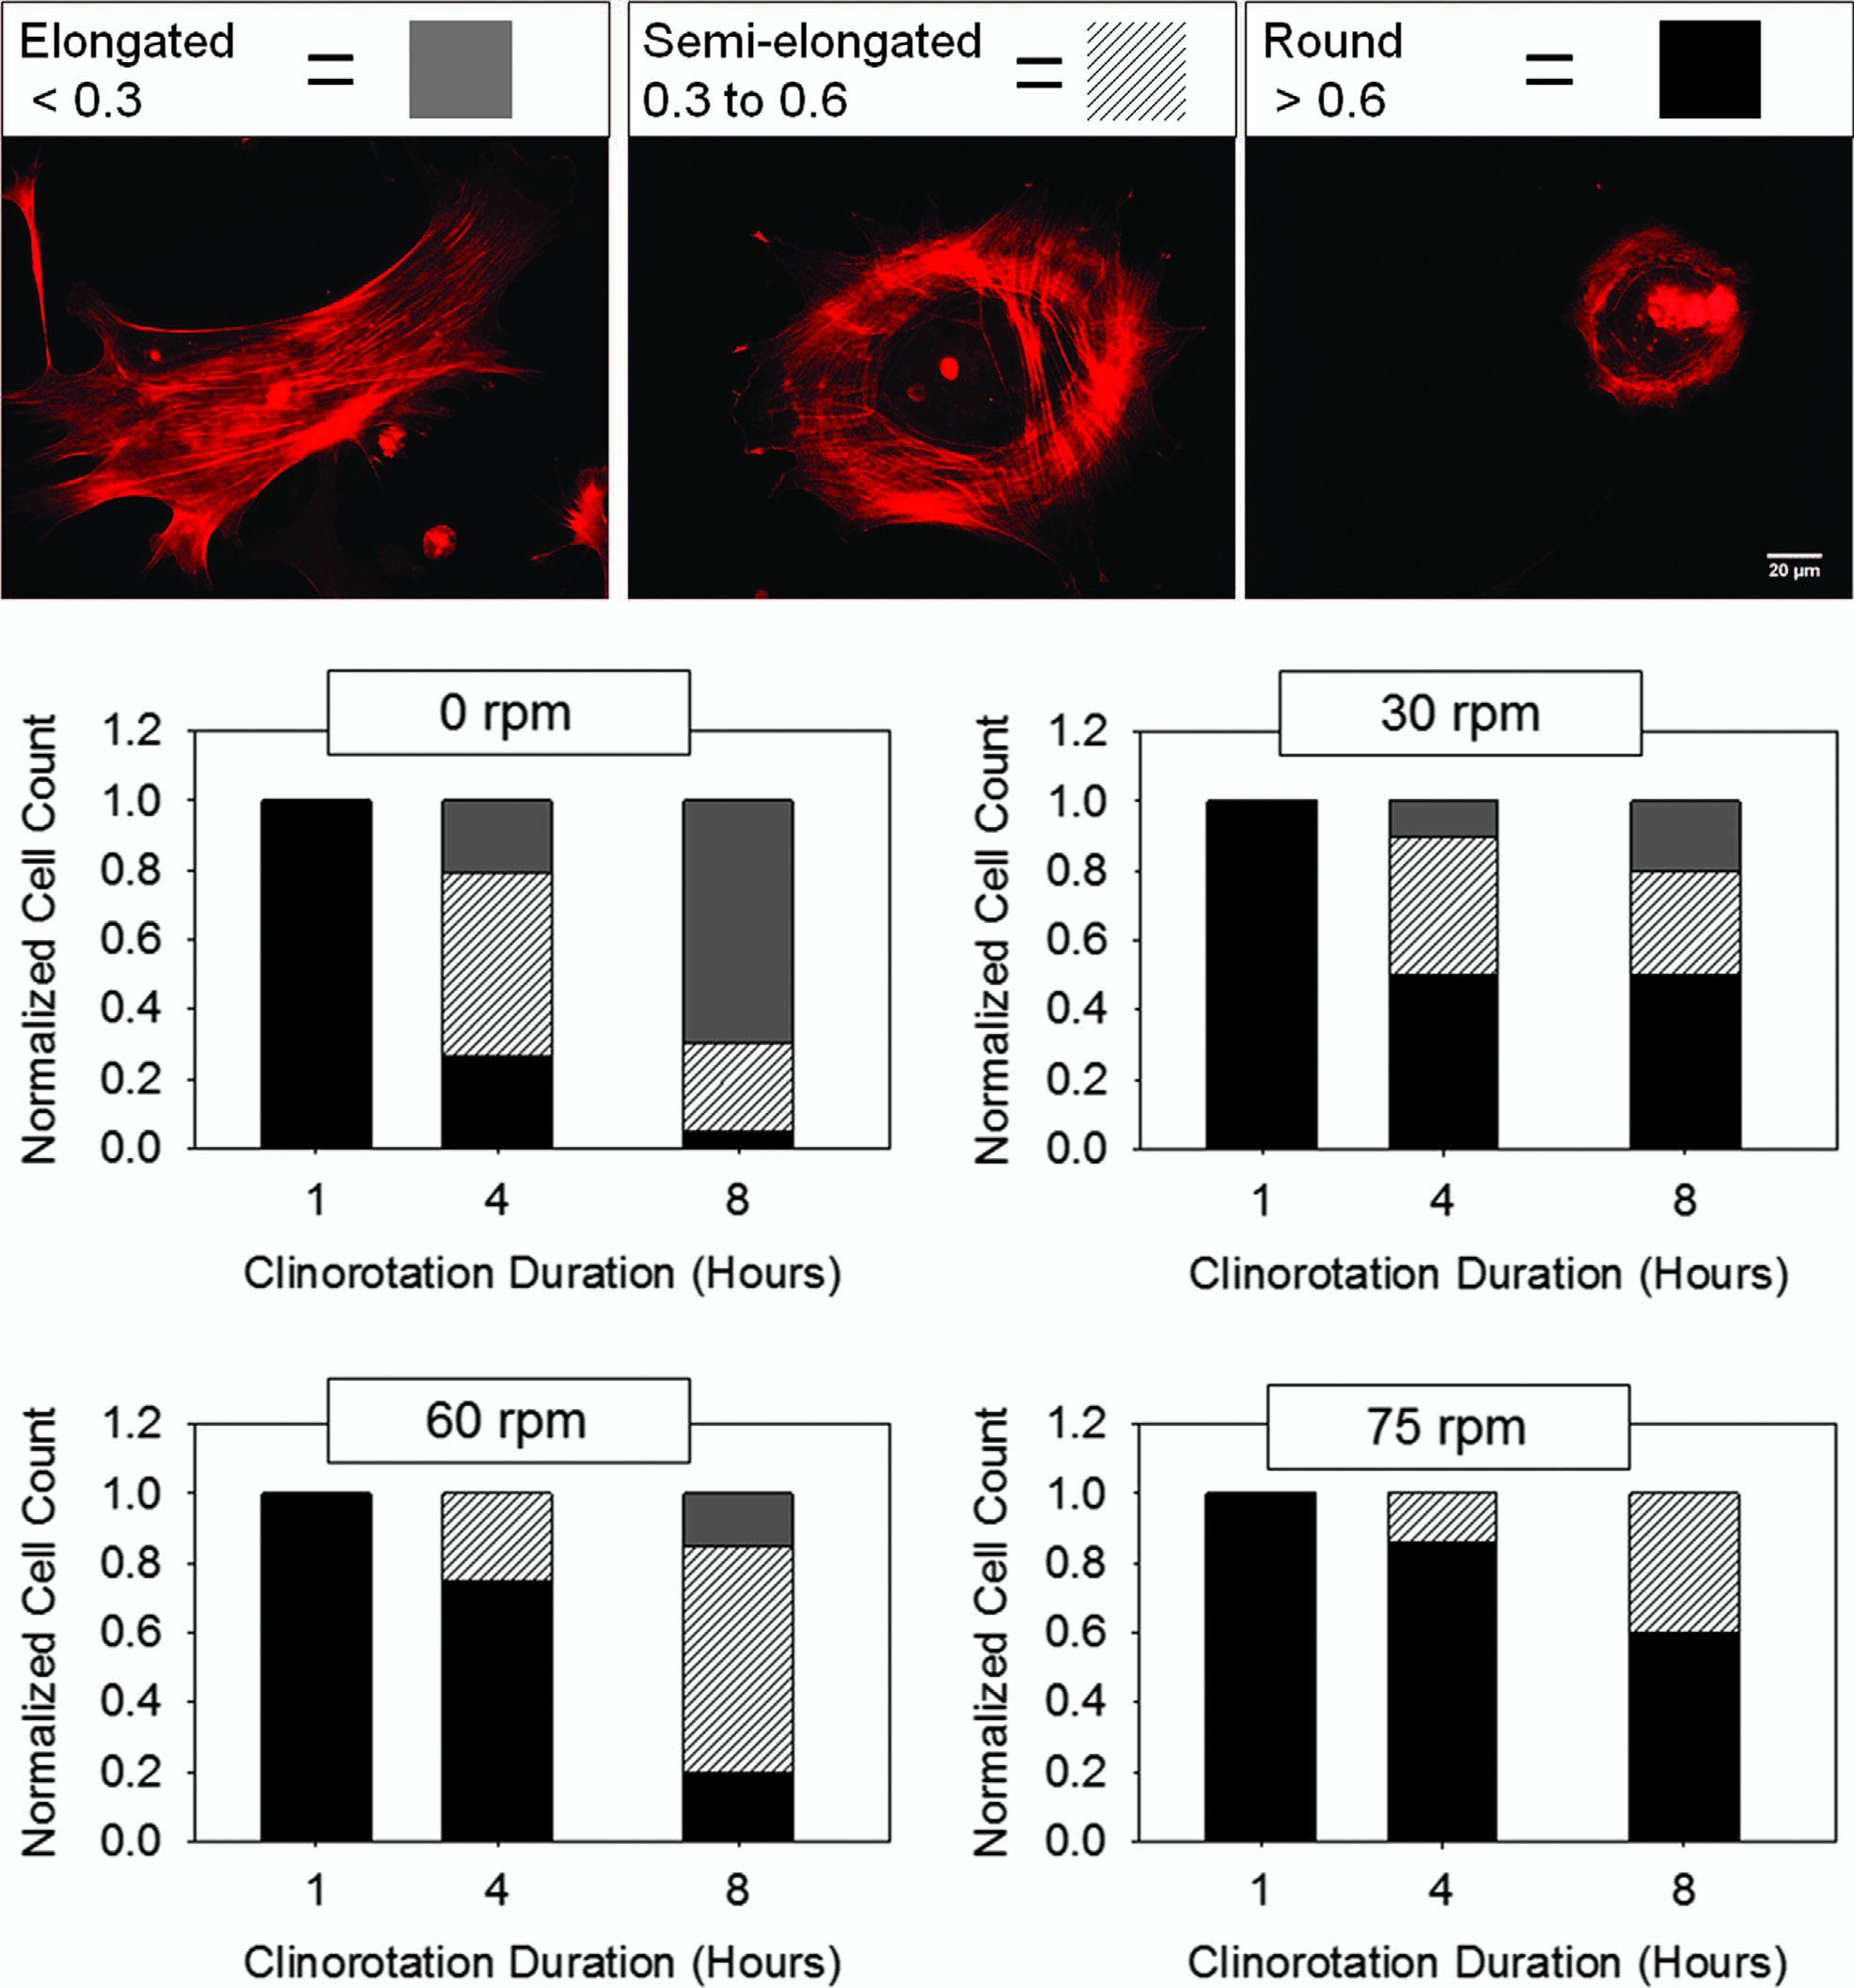 Elongated
< 0.3
=
Semi-elongated
0.3 to 0.6
=
Round
> 0.6
=
20 µm
0 rpm
Normalized Cell Count
1.2
1.0
0.8
0.6
0.4
0.2
0.0
1 4 8
Clinorotation Duration (Hours)
30 rpm
Normalized Cell Count
1.2
1.0
0.8
0.6
0.4
0.2
0.0
1 4 8
Clinorotation Duration (Hours)
60 rpm
Normalized Cell Count
1.2
1.0
0.8
0.6
0.4
0.2
0.0
1 4 8
Clinorotation Duration (Hours)
75 rpm
Normalized Cell Count
1.2
1.0
0.8
0.6
0.4
0.2
0.0
1 4 8
Clinorotation Duration (Hours)